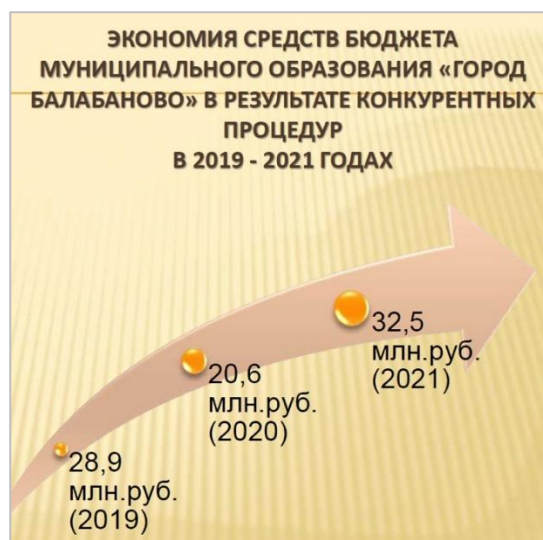 ЭКОНОМИЯ СРЕДСТВ БЮДЖЕТА
МУНИЦИПАЛЬНОГО ОБРАЗОВАНИЯ «ГОРОД
БАЛАБАНОВО» В РЕЗУЛЬТАТЕ КОНКУРЕНТНЫХ
ПРОЦЕДУР
В 2019 - 2021 ГОДАХ
28,9
млн.руб.
(2019)
20,6
млн.руб.
(2020)
32,5
млн.руб.
(2021)